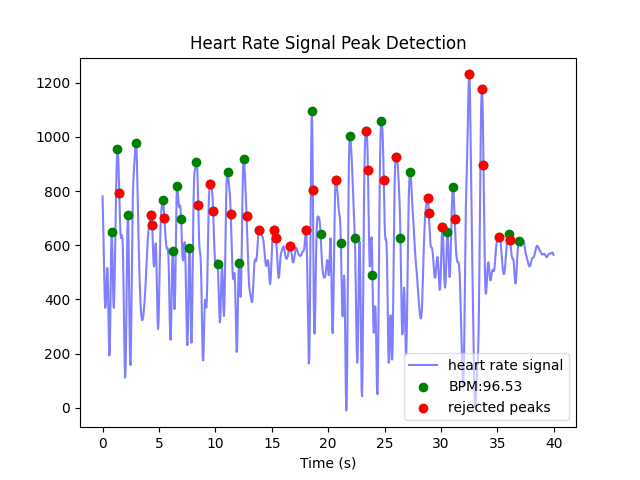 Heart Rate Signal Peak Detection
1200
1000
800
600
400
200
0
heart rate signal
BPM:96.53
rejected peaks
0 5 10 15 20 25 30 35 40
Time (s)